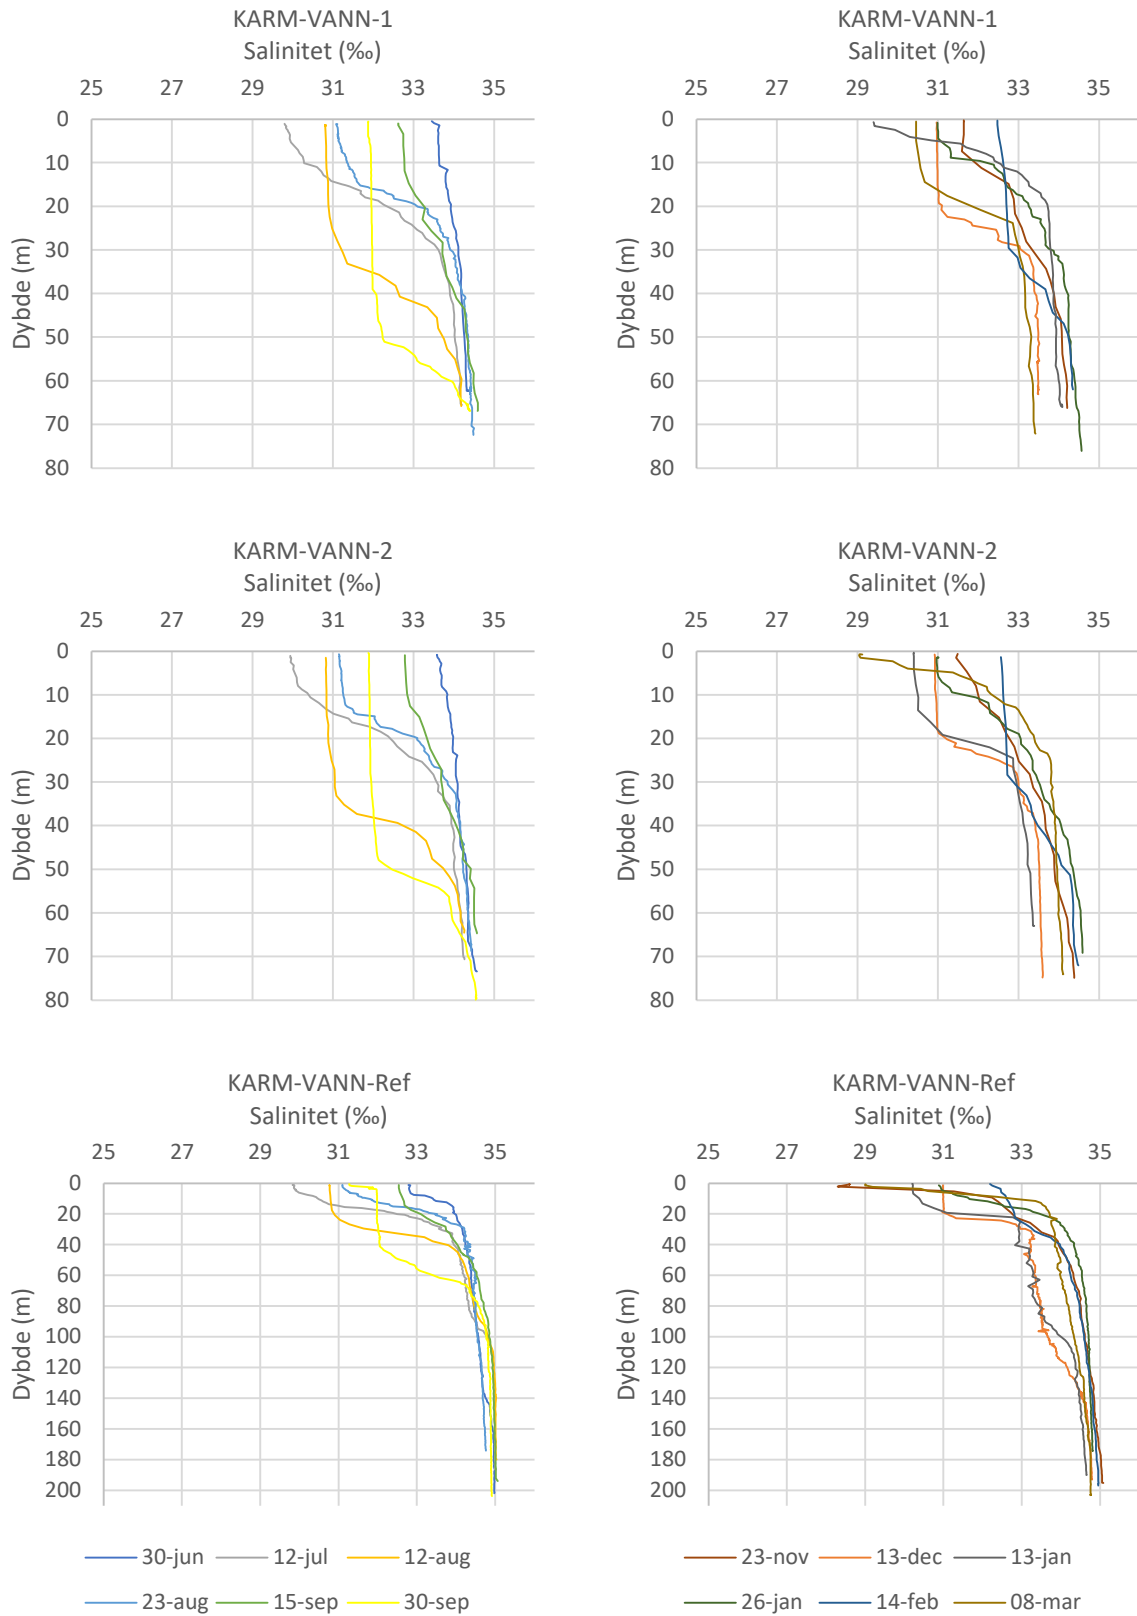 KARM-VANN-1
Salinitet (‰)
25 27 29 31 33 35
0
10
20
30
40
50
60
70
80
Dybde (m)
KARM-VANN-1
Salinitet (‰)
25 27 29 31 33 35
0
10
20
30
40
50
60
70
80
Dybde (m)
KARM-VANN-2
Salinitet (‰)
25 27 29 31 33 35
0
10
20
30
40
50
60
70
80
Dybde (m)
KARM-VANN-2
Salinitet (‰)
25 27 29 31 33 35
0
10
20
30
40
50
60
70
80
Dybde (m)
KARM-VANN-Ref
Salinitet (‰)
25 27 29 31 33 35
0
20
40
60
80
100
120
140
160
180
200
Dybde (m)
KARM-VANN-Ref
Salinitet (‰)
25 27 29 31 33 35
0
20
40
60
80
100
120
140
160
180
200
Dybde (m)
30-jun 12-jul 12-aug
23-aug 15-sep 30-sep
23-nov 13-dec 13-jan
26-jan 14-feb 08-mar